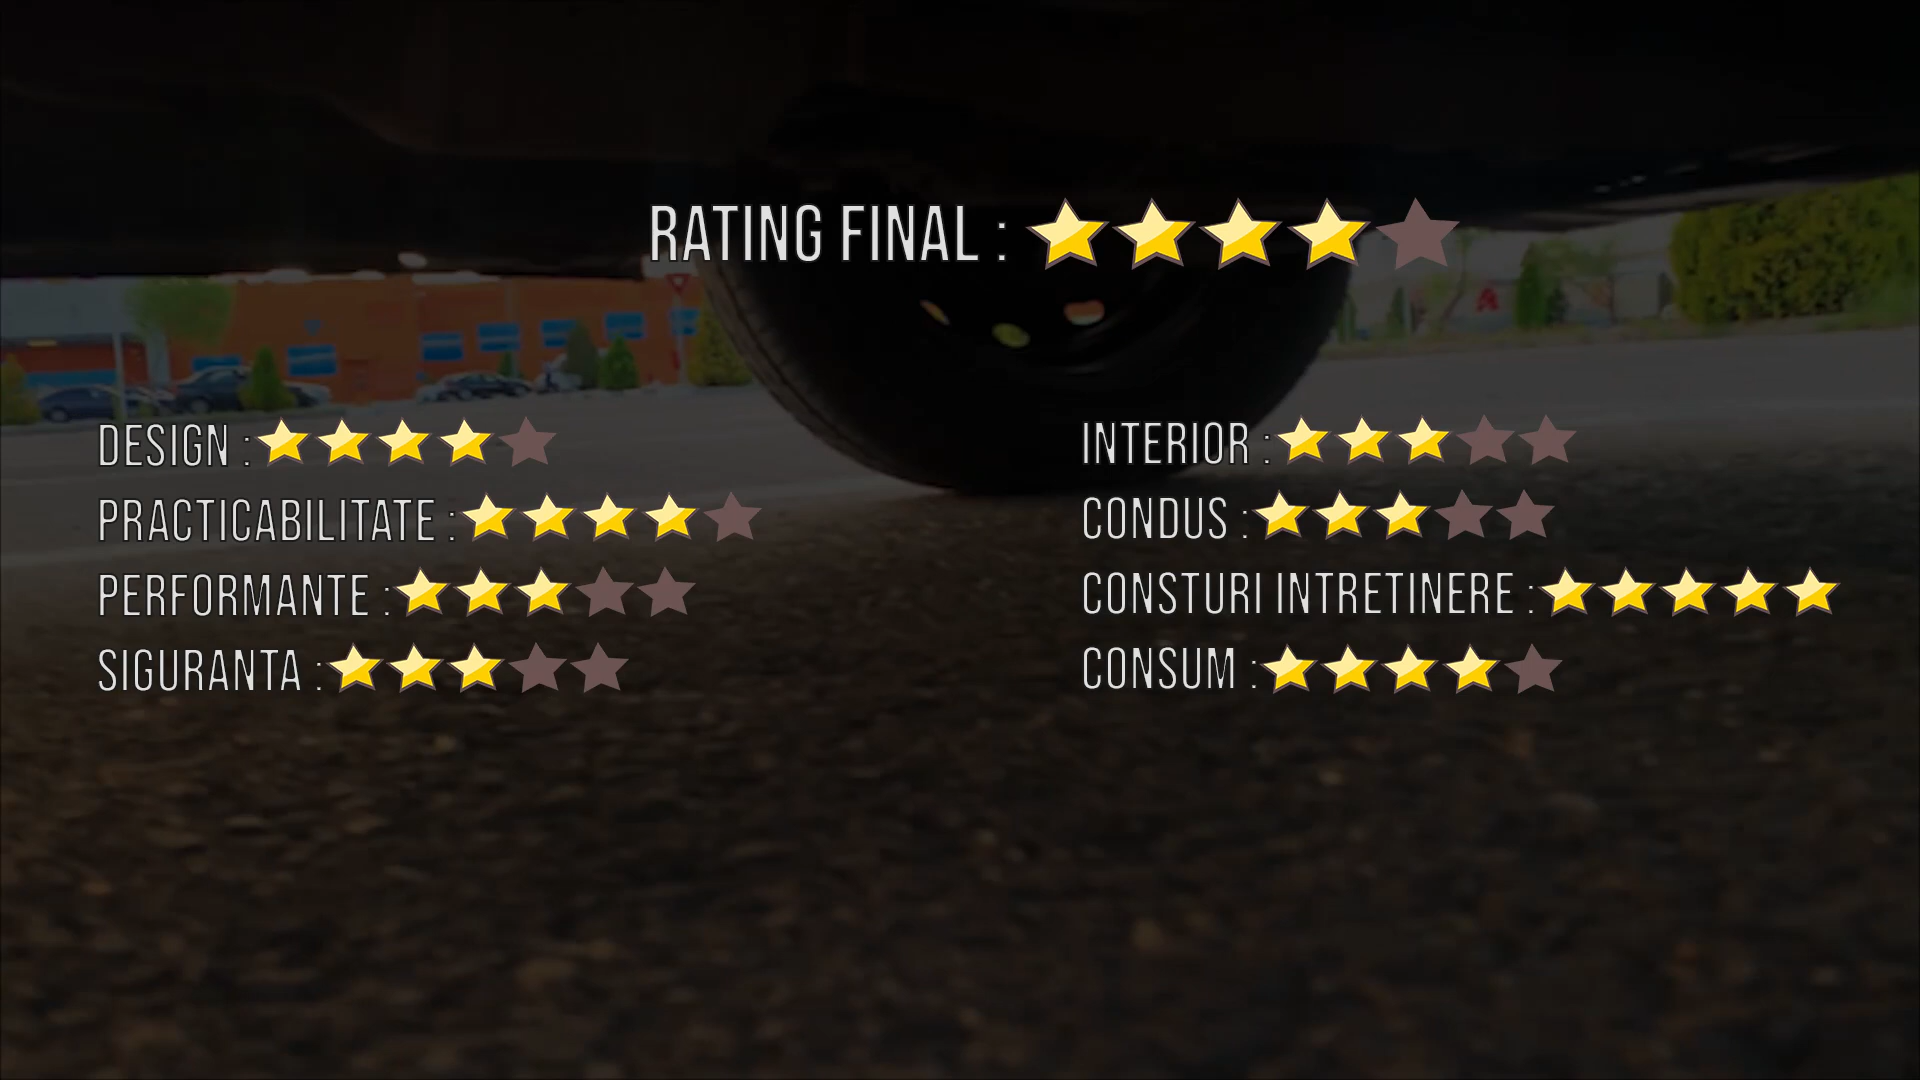 RATING FINAL :
DESIGN :
PRACTICABILITATE :
PERFORMANTE :
SIGURANTA :
INTERIOR :
CONDUS :
CONSTURI INTRETINERE :
CONSUM :